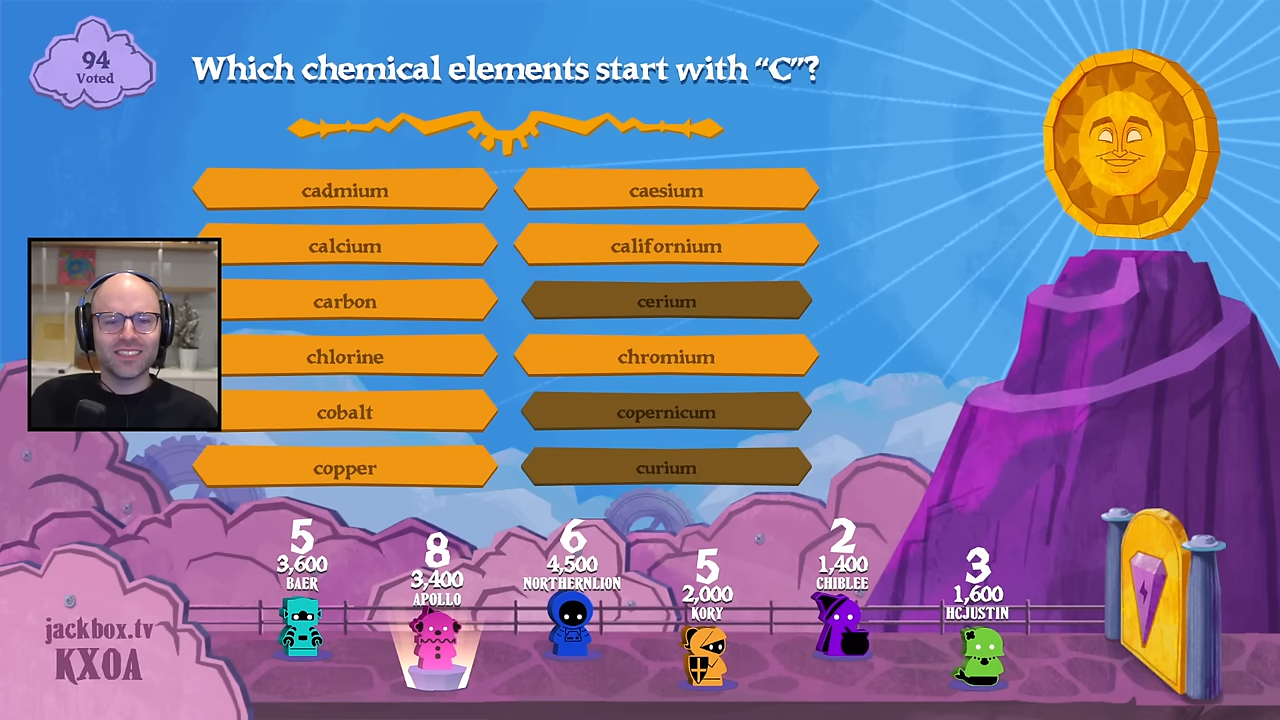 94
Voted
Which chemical elements start with “C”?
cadmium
caesium
calcium
californium
carbon
cerium
chlorine
chromium
cobalt
copernicum
copper
curium
5
3,600
BAER
8
3,400
APOLLO
6
4,500
NORTHERNLION
5
2,000
KORY
2
1,400
CHIBLEE
3
1,600
HCJUSTIN
jackbox.tv
KXOA